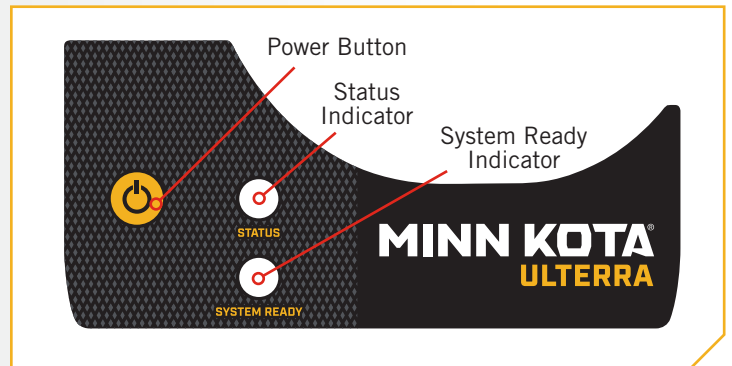 Power Button
Status
Indicator
System Ready
Indicator
STATUS
MINN KOTA®
ULTERRA
SYSTEM READY